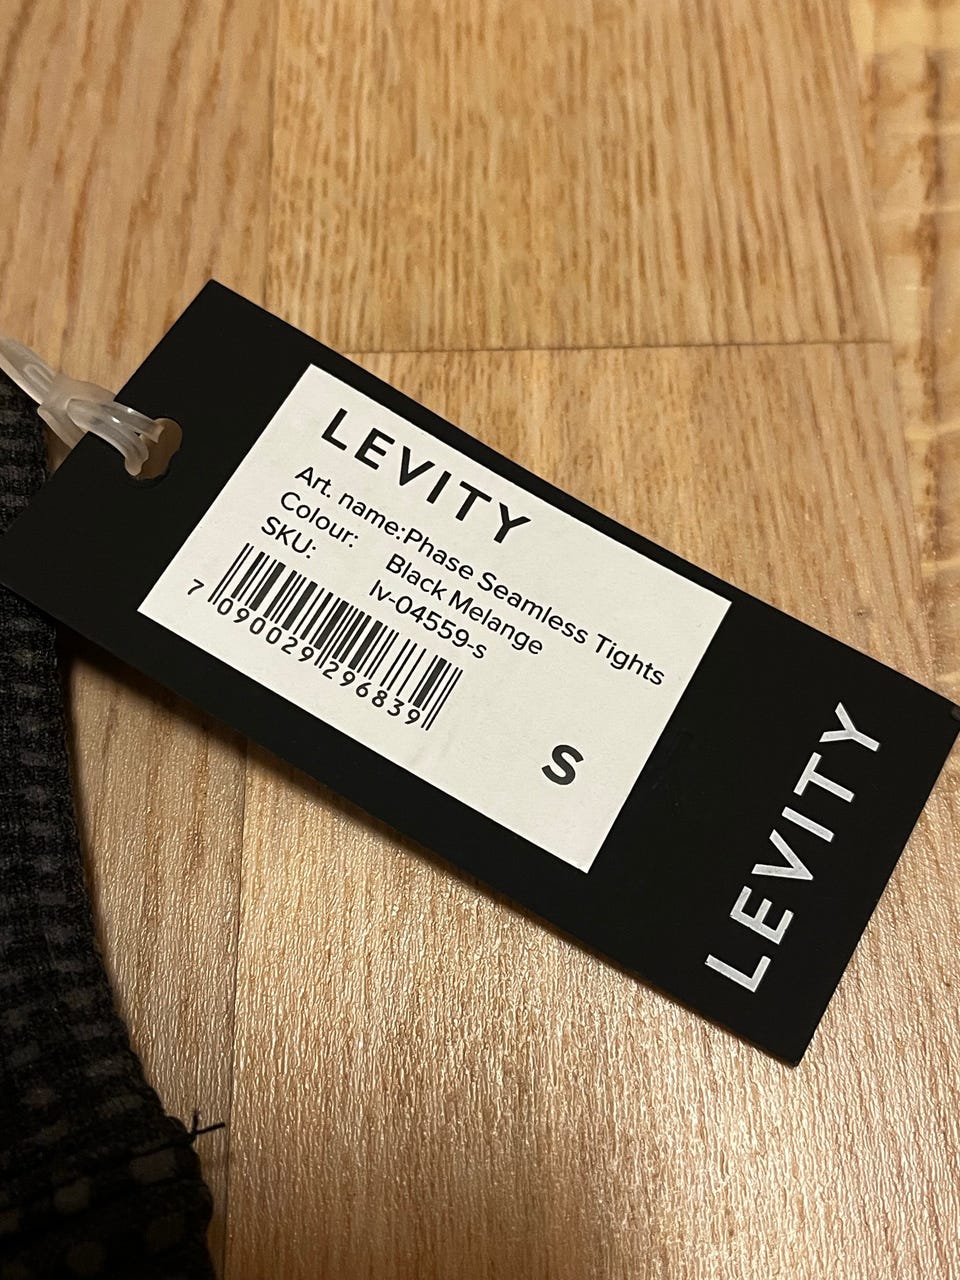 LEVITY
Art. name:Phase Seamless Tights
Colour: Black Melange
SKU: lv-04559-s
7 090029 296839
S
LEVITY